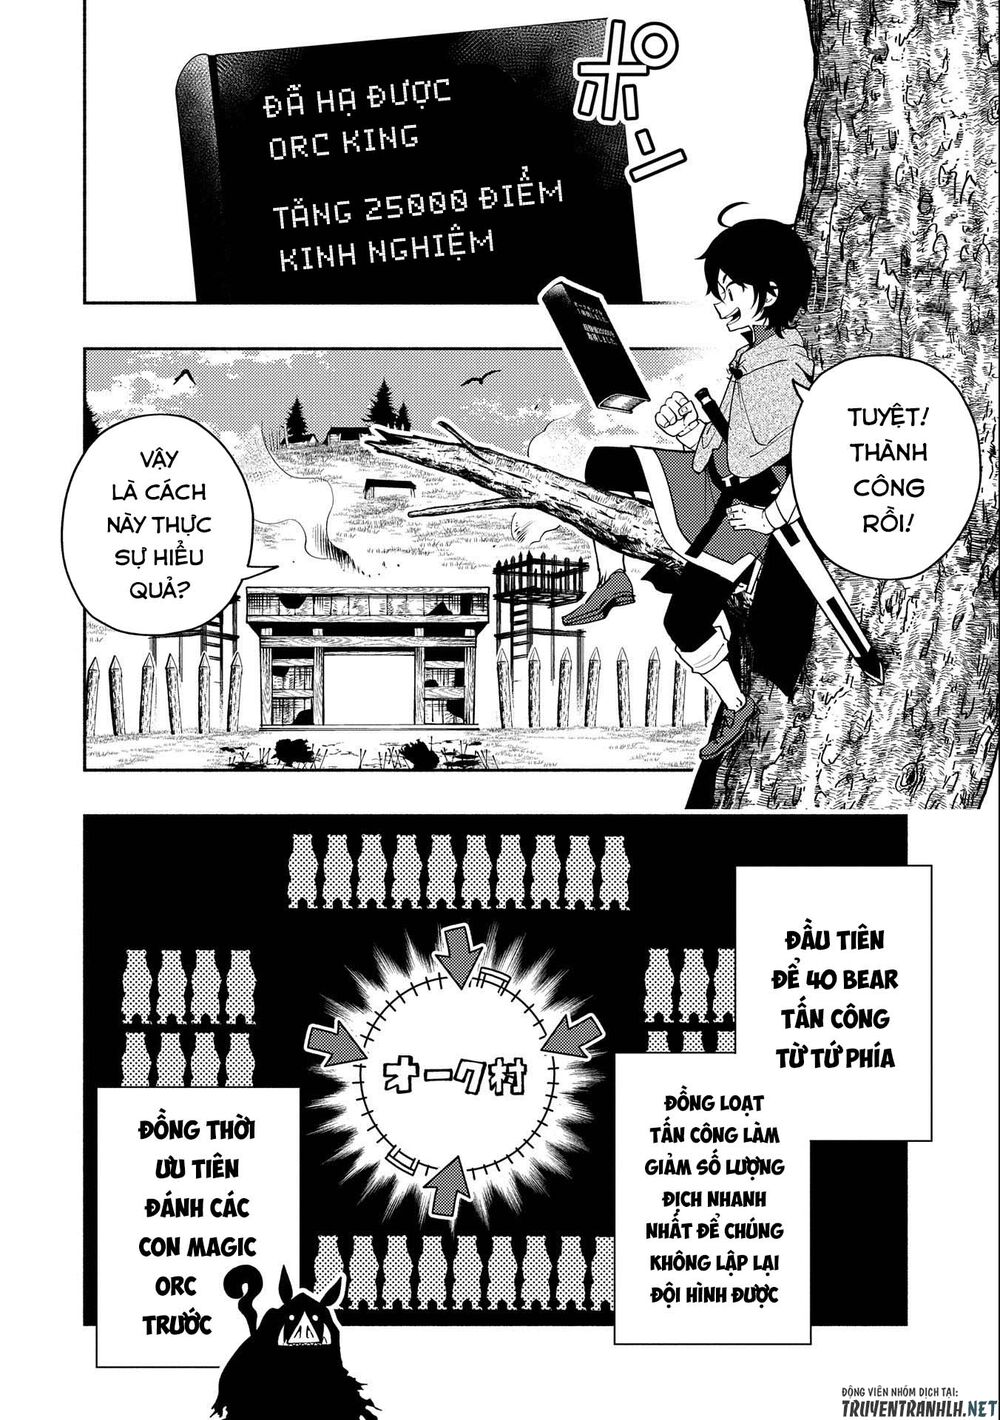 ĐÃ HẠ ĐƯỢC
ORC KING
TĂNG 25000 ĐIỂM
KINH NGHIỆM
ポンッ
TUYỆT!
THÀNH
CÔNG
RỒI!
VẬY
LÀ CÁCH
NÀY THỰC
SỰ HIỂU
QUẢ?
ĐẦU TIÊN
ĐỂ 40 BEAR
TẤN CÔNG
TỪ TỨ PHÍA
ĐỒNG LOẠT
TẤN CÔNG LÀM
GIẢM SỐ LƯỢNG
ĐỊCH NHANH
NHẤT ĐỂ CHÚNG
KHÔNG LẬP LẠI
ĐỘI HÌNH ĐƯỢC
オーク村
ĐỒNG THỜI
ƯU TIÊN
ĐÁNH CÁC
CON MAGIC
ORC
TRƯỚC
ĐỘNG VIÊN NHÓM DỊCH TẠI:
TRUYENTRANHLH.NET